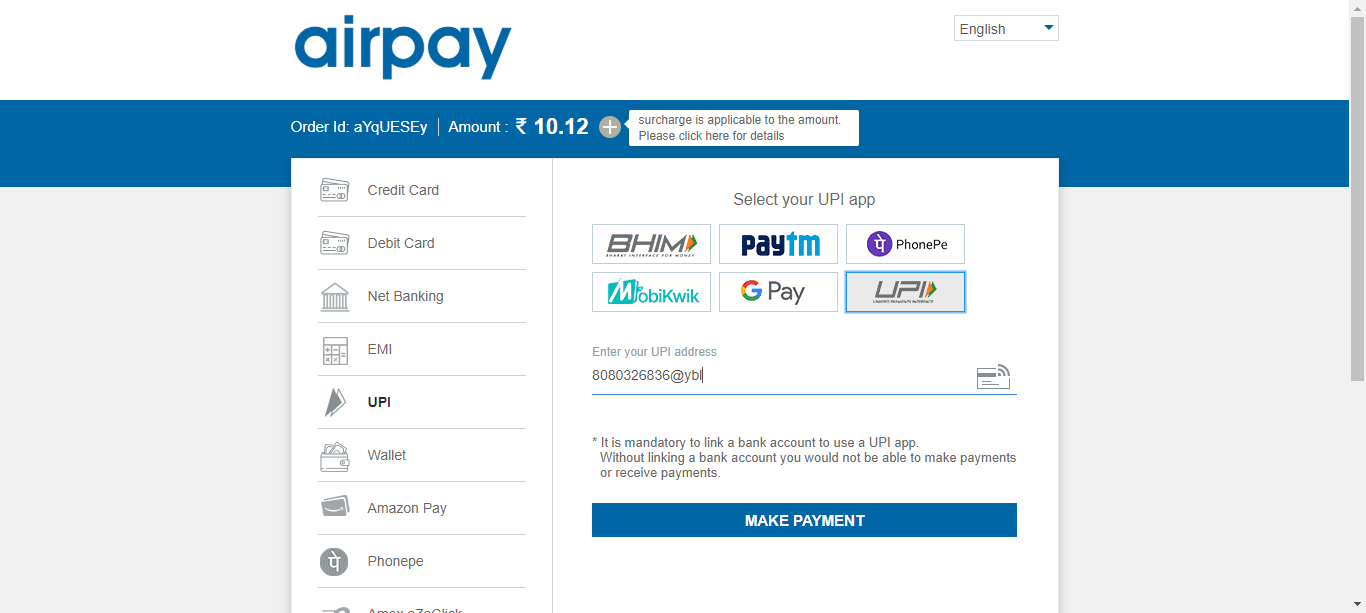 airpay
English
Order Id: aYqUESEy | Amount : ₹ 10.12
surcharge is applicable to the amount.
Please click here for details
Credit Card
Debit Card
Net Banking
EMI
UPI
Wallet
Amazon Pay
Phonepe
Amex eZeClick
Select your UPI app
BHIM
BHARAT INTERFACE FOR MONEY
paytm
पे PhonePe
MobiKwik
G Pay
UPI
UNIFIED PAYMENTS INTERFACE
Enter your UPI address
8080326836@ybl
* It is mandatory to link a bank account to use a UPI app.
Without linking a bank account you would not be able to make payments
or receive payments.
MAKE PAYMENT